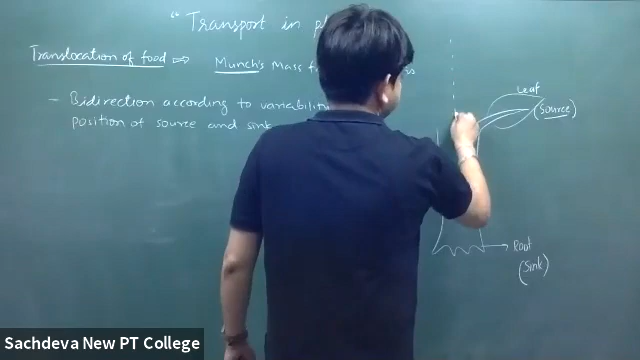 "Transport in pl
Translocation of food ⇒ Munch's Mass f
- Bidirection according to variability
position of source and sink
Leaf
(Source)
Root
(Sink)
Sachdeva New PT College